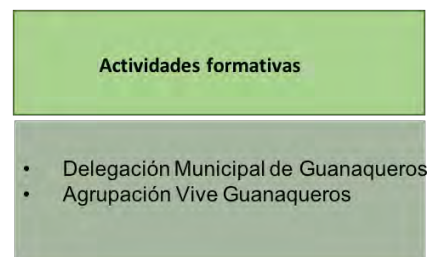 Actividades formativas
• Delegación Municipal de Guanaqueros
• Agrupación Vive Guanaqueros